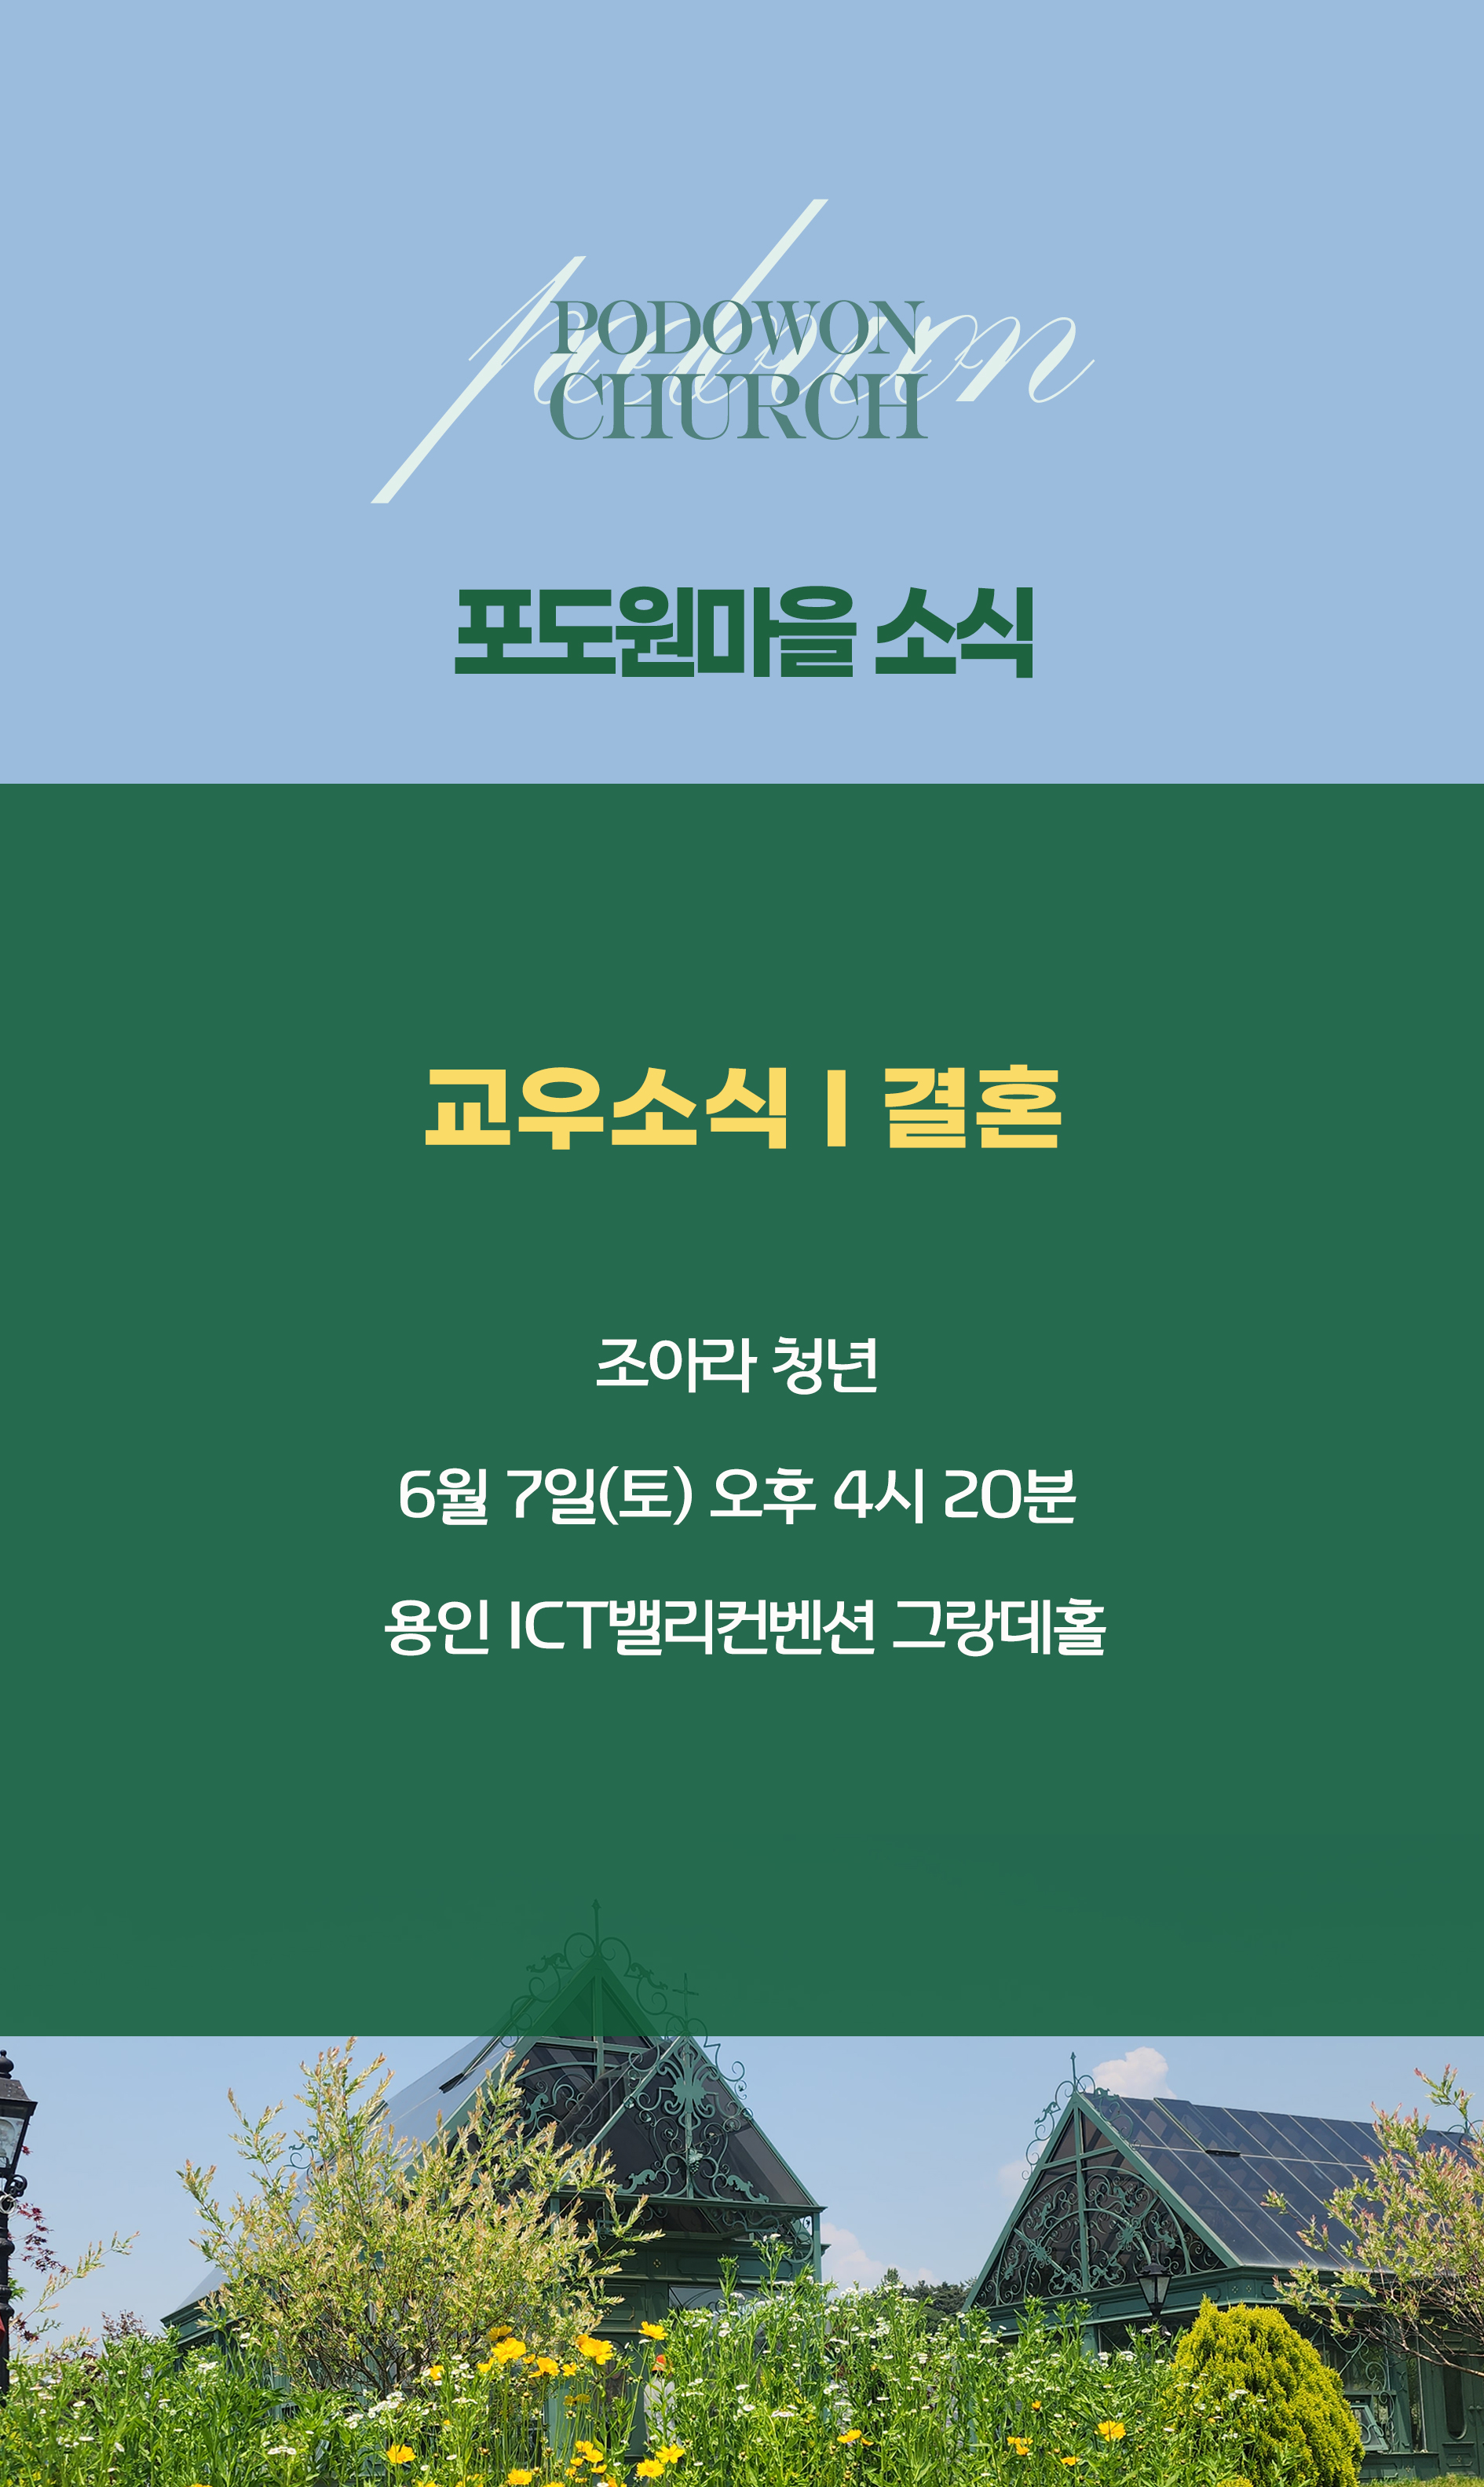 podowon
PODOWON
CHURCH
포도원마을 소식
교우소식 I 결혼
조아라 청년
6월 7일(토) 오후 4시 20분
용인 ICT밸리컨벤션 그랑데홀